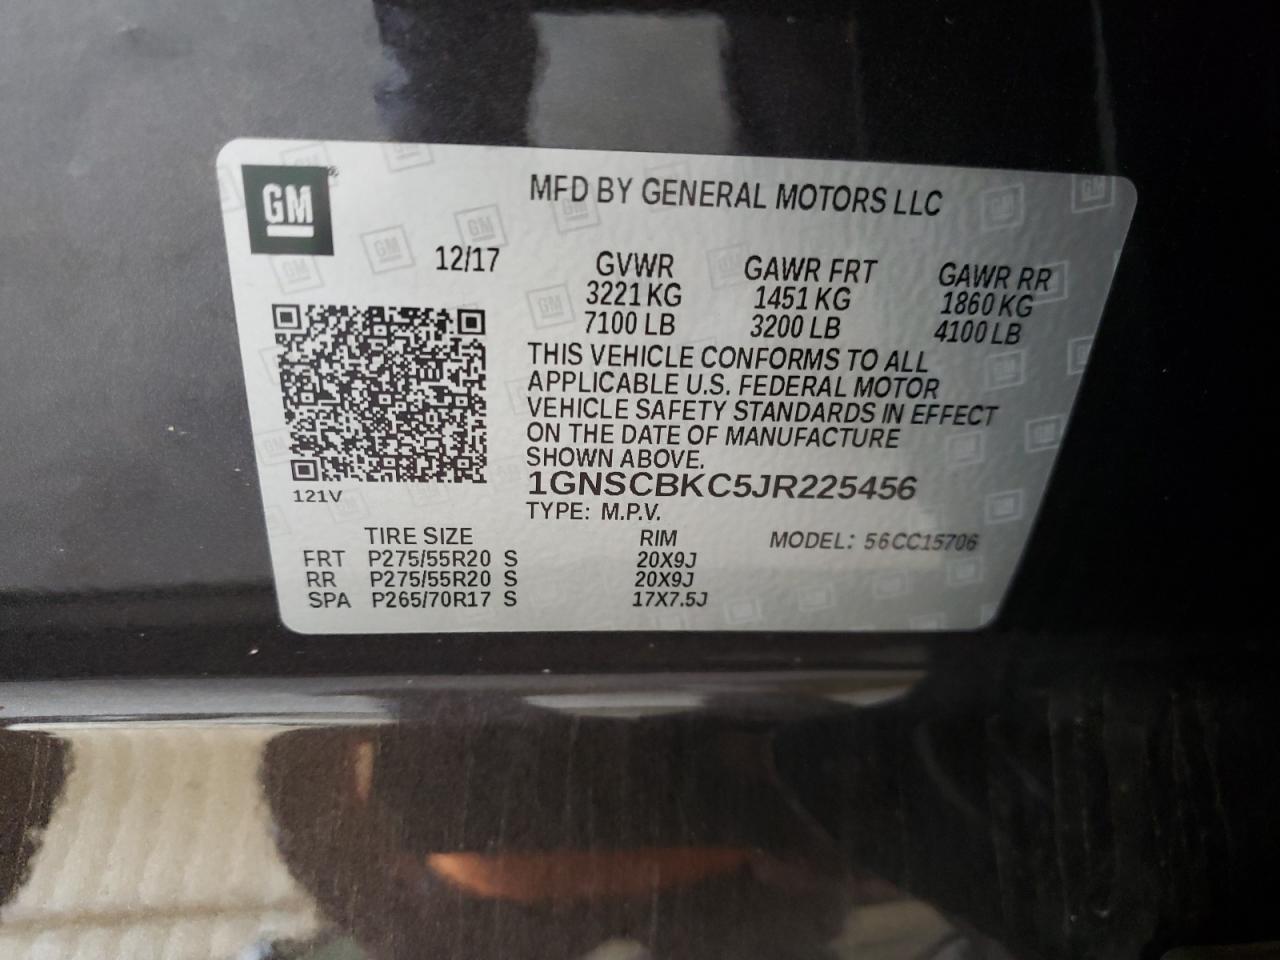 GM ®
MFD BY GENERAL MOTORS LLC
12/17
GVWR GAWR FRT GAWR RR
3221 KG 1451 KG 1860 KG
7100 LB 3200 LB 4100 LB
THIS VEHICLE CONFORMS TO ALL
APPLICABLE U.S. FEDERAL MOTOR
VEHICLE SAFETY STANDARDS IN EFFECT
ON THE DATE OF MANUFACTURE
SHOWN ABOVE.
1GNSCBKC5JR225456
121V
TYPE: M.P.V.
TIRE SIZE RIM MODEL: 56CC15706
FRT P275/55R20 S 20X9J
RR P275/55R20 S 20X9J
SPA P265/70R17 S 17X7.5J